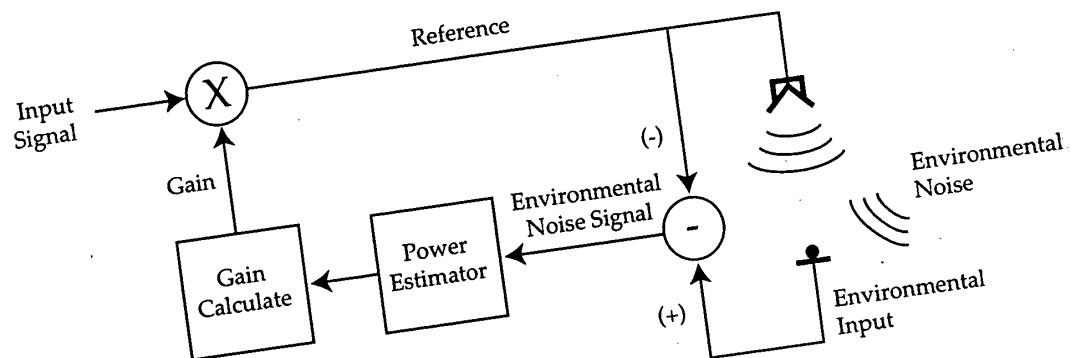 Reference
Input
Signal
X
Gain
(-)
Environmental
Noise
Environmental
Noise Signal
-
Power
Estimator
Gain
Calculate
(+)
Environmental
Input